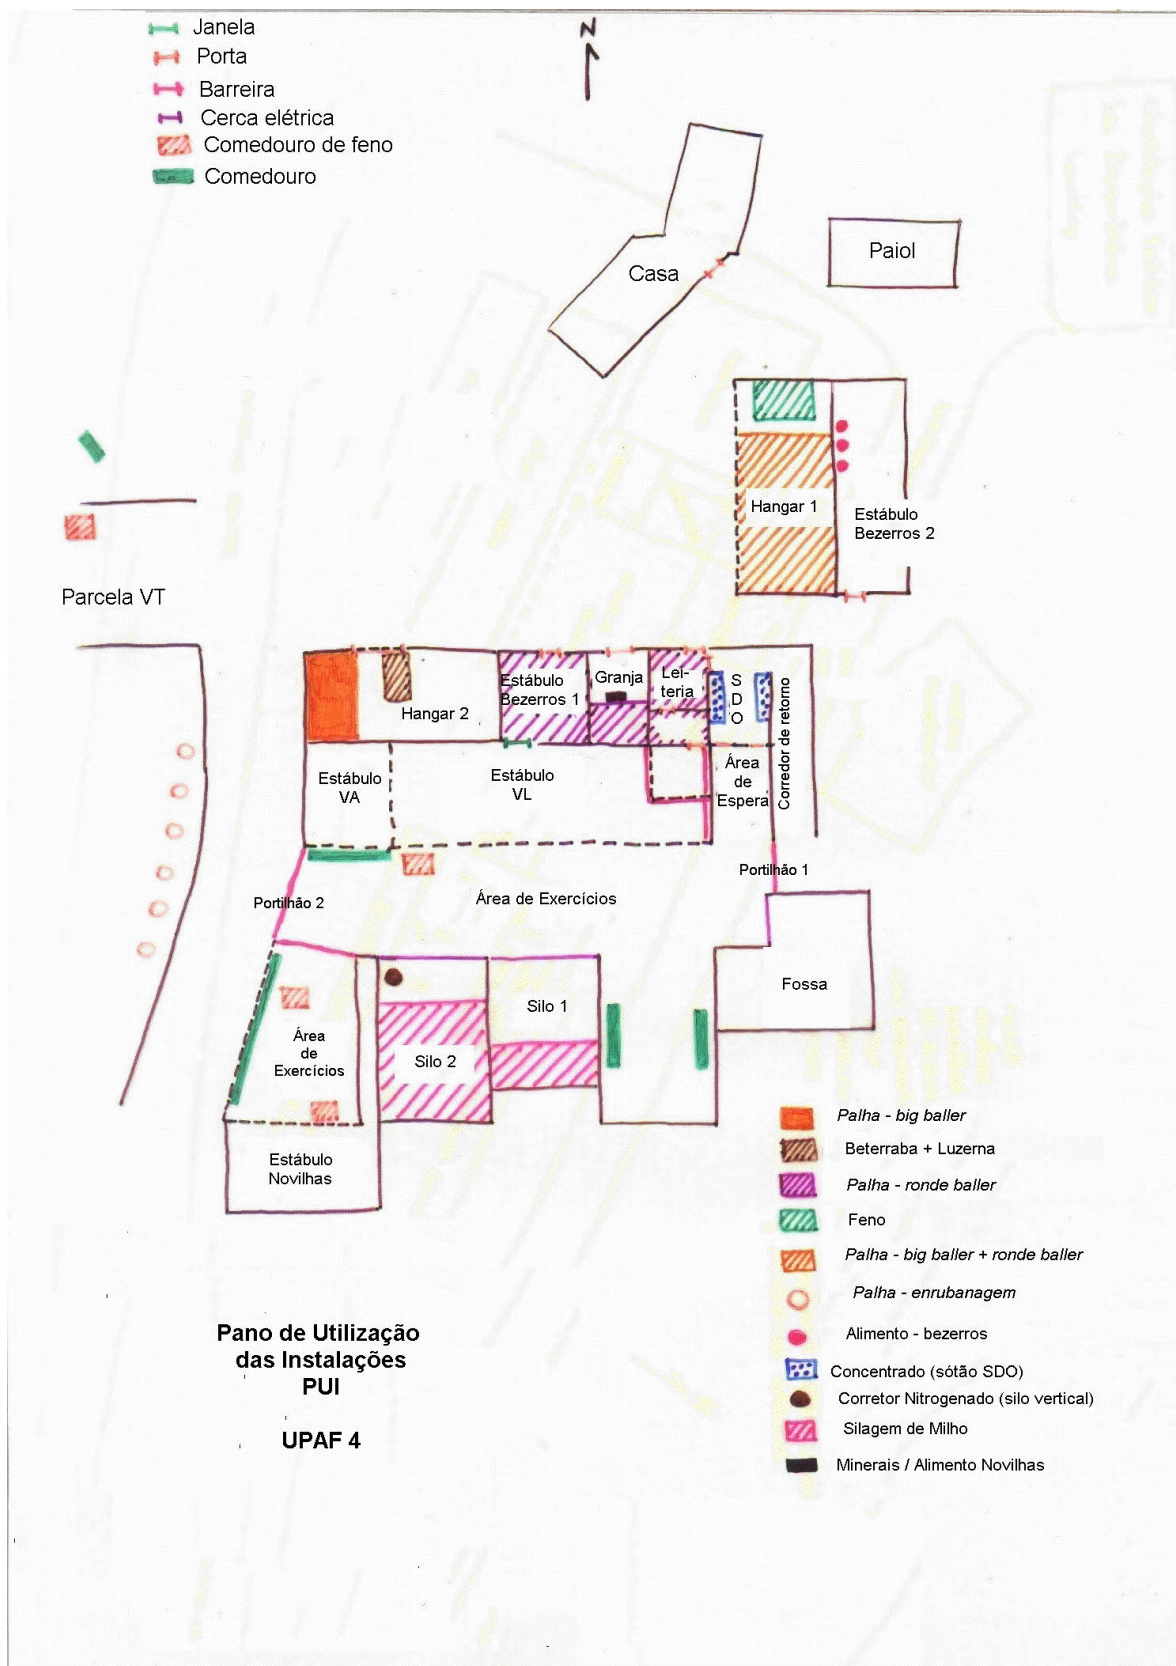 Janela
Porta
Barreira
Cerca elétrica
Comedouro de feno
Comedouro
N
Casa
Paiol
Hangar 1
Estábulo
Bezerros 2
Parcela VT
Estábulo
Bezerros 1
Granja
Lei-
teria
S
D
O
Corredor de retorno
Hangar 2
Estábulo
VA
Estábulo
VL
Área
de
Espera
Portilhão 1
Portilhão 2
Área de Exercícios
Fossa
Silo 1
Silo 2
Área
de
Exercícios
Estábulo
Novilhas
Palha - big baller
Beterraba + Luzerna
Palha - ronde baller
Feno
Palha - big baller + ronde baller
Palha - enrubanagem
Alimento - bezerros
Concentrado (sótão SDO)
Corretor Nitrogenado (silo vertical)
Silagem de Milho
Minerais / Alimento Novilhas
Pano de Utilização
das Instalações
PUI
UPAF 4